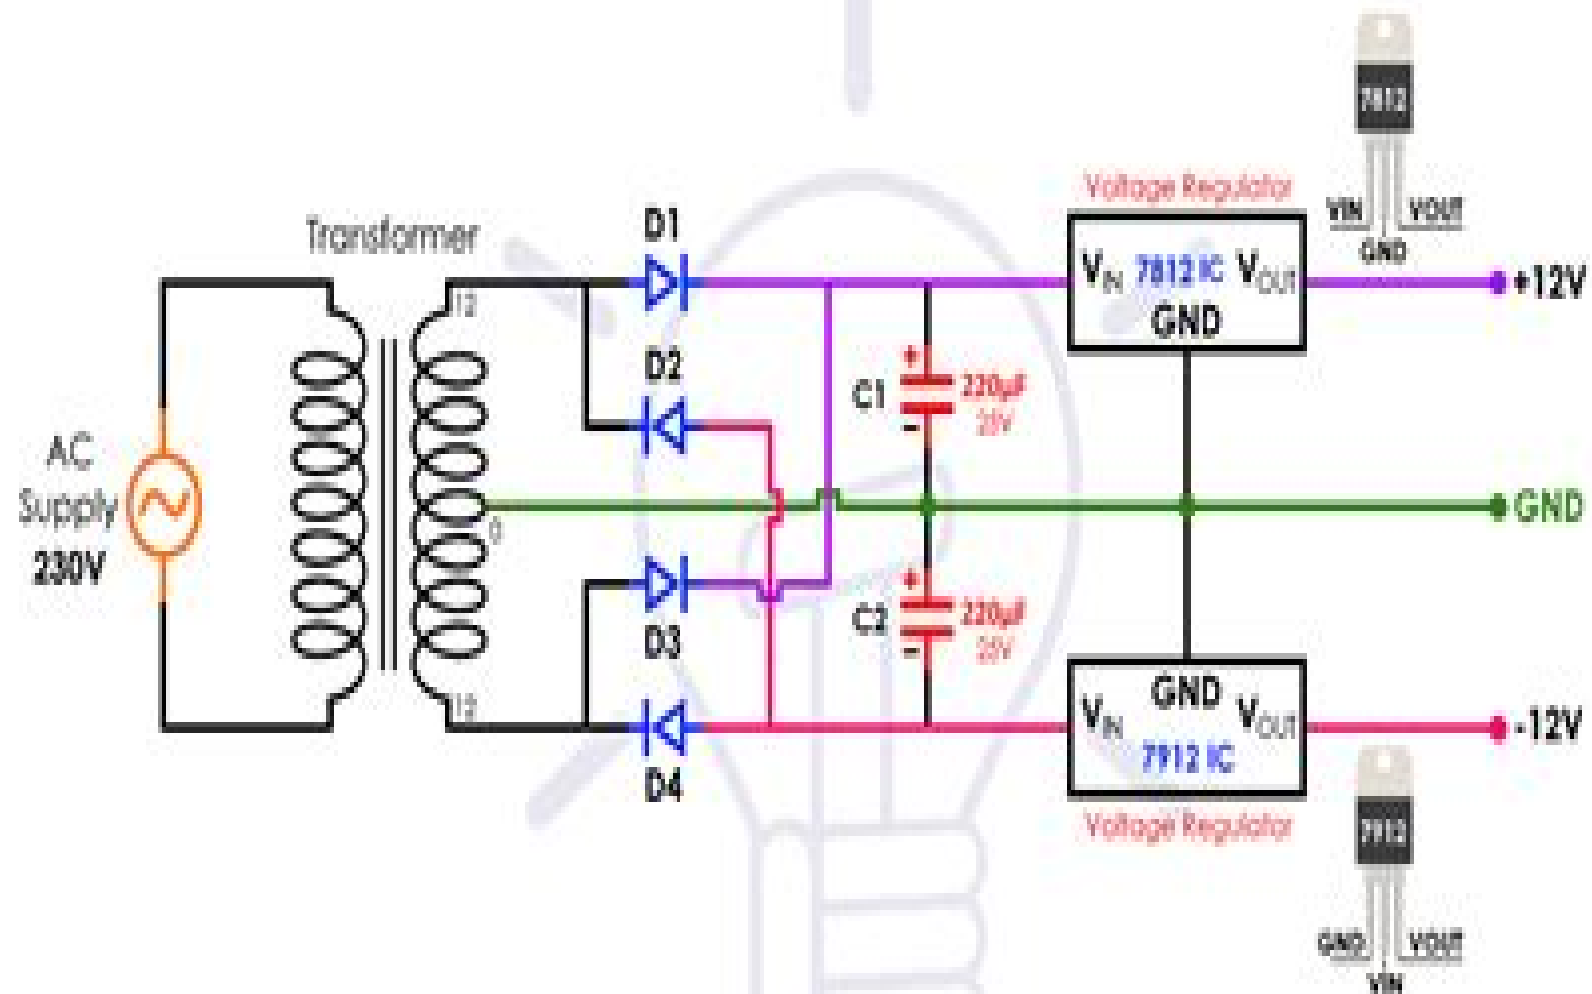 7812
Voltage Regulator
VIN VOUT
GND
Transformer
D1
12
VIN 7812 IC VOUT
GND
+12V
D2
+
C1 220µF
25V
-
AC
Supply
230V
0
GND
D3
+
C2 220µF
25V
-
12
GND
VIN VOUT
7912 IC
-12V
D4
Voltage Regulator
7912
GND VOUT
VIN